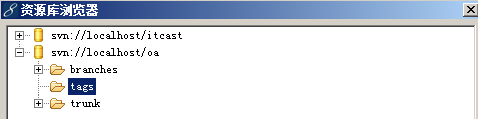 资源库浏览器
svn://localhost/itcast
svn://localhost/oa
branches
tags
trunk